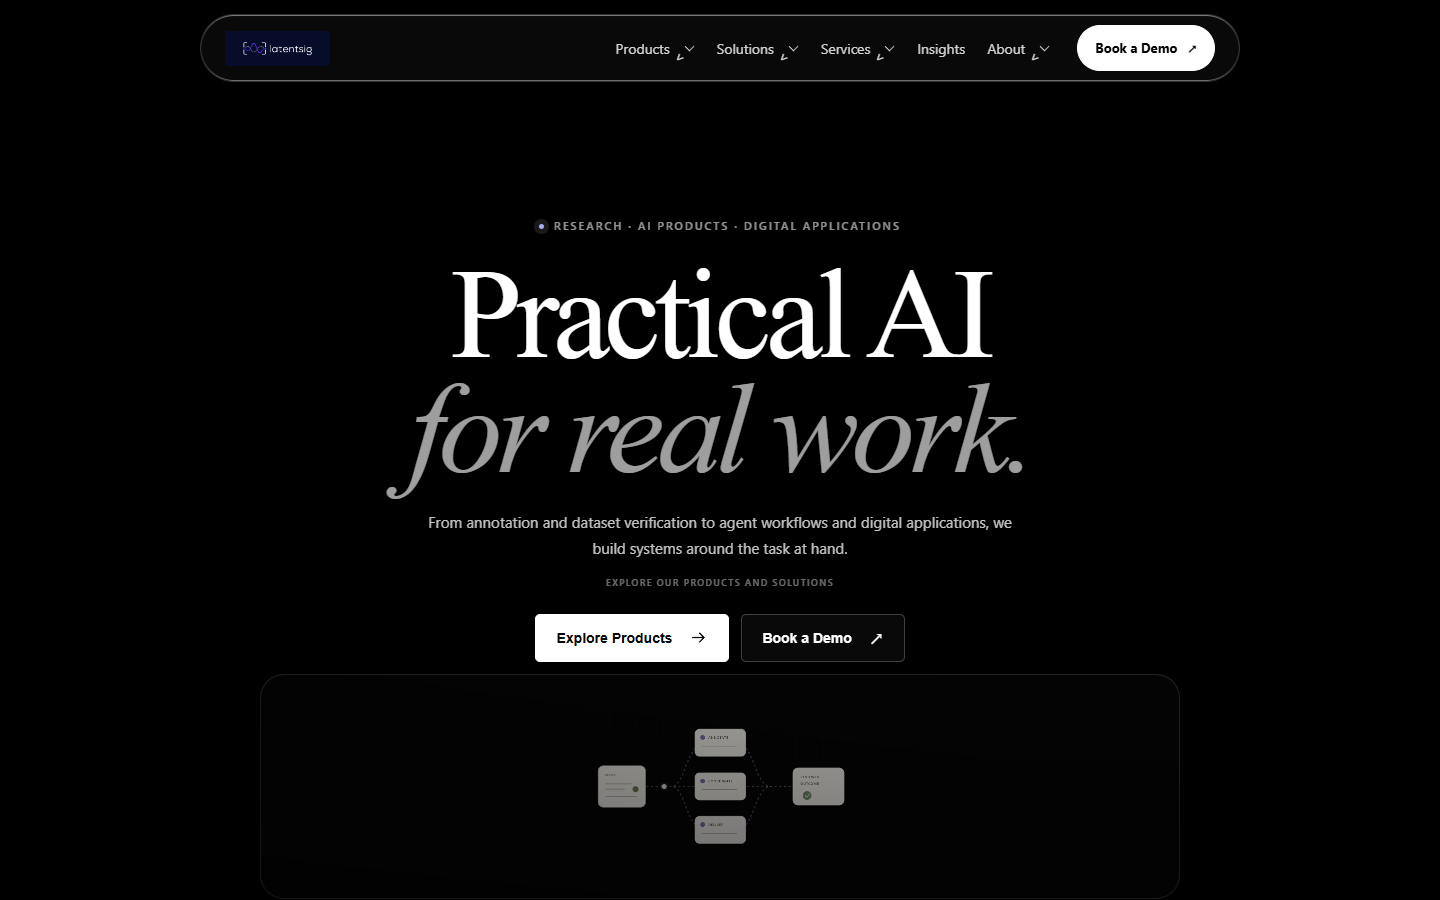 latentsig
Products
Solutions
Services
Insights
About
Book a Demo
RESEARCH · AI PRODUCTS · DIGITAL APPLICATIONS
Practical AI
for real work.
From annotation and dataset verification to agent workflows and digital applications, we
build systems around the task at hand.
EXPLORE OUR PRODUCTS AND SOLUTIONS
Explore Products
Book a Demo